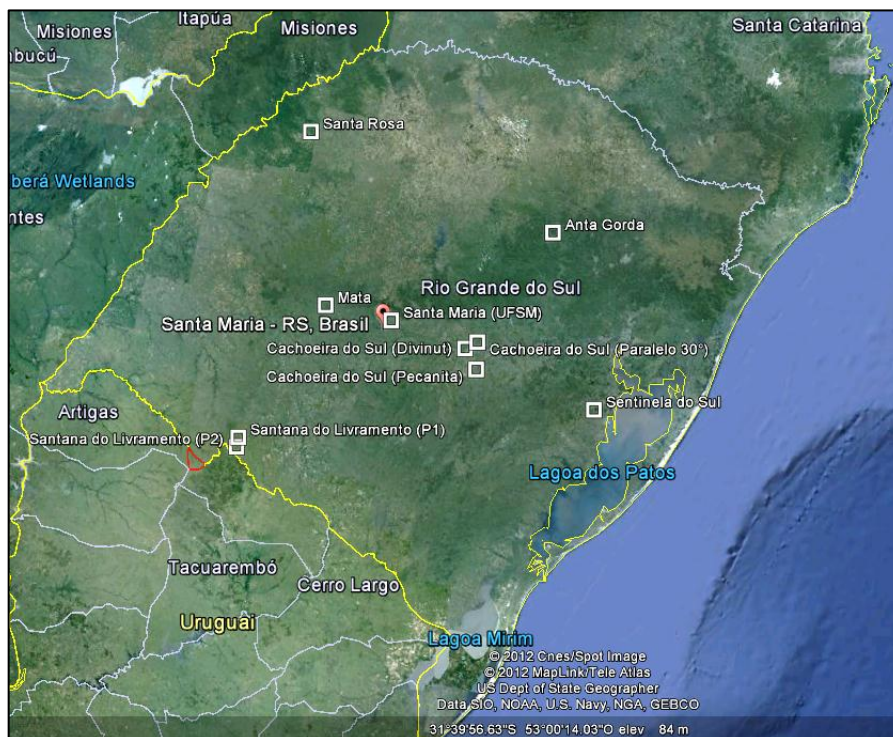 Itapúa
Misiones
Misiones
Santa Catarina
mbucú
Santa Rosa
berá Wetlands
ntes
Anta Gorda
Rio Grande do Sul
Mata
Santa Maria (UFSM)
Santa Maria - RS, Brasil
Cachoeira do Sul (Divinut)
Cachoeira do Sul (Paralelo 30°)
Cachoeira do Sul (Pecanita)
Artigas
Sentinela do Sul
Santana do Livramento (P1)
Santana do Livramento (P2)
Lagoa dos Patos
Tacuarembó
Cerro Largo
Uruguai
Lagoa Mirim
© 2012 Cnes/Spot Image
© 2012 MapLink/Tele Atlas
US Dept of State Geographer
Data SIO, NOAA, U.S. Navy, NGA, GEBCO
31°39'56.63"S 53°00'14.03"O elev 84 m